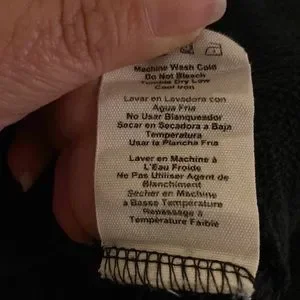 Machine Wash Cold
Do Not Bleach
Tumble Dry Low
Cool Iron
Lavar en Lavadora con
Agua Fria
No Usar Blanqueador
Secar en Secadora a Baja
Temperatura
Usar la Plancha Fria
Laver en Machine à
L'Eau Froide
Ne Pas Utiliser Agent de
Blanchiment
Sécher en Machine
à Basse Température
Repassage à
Température Faible